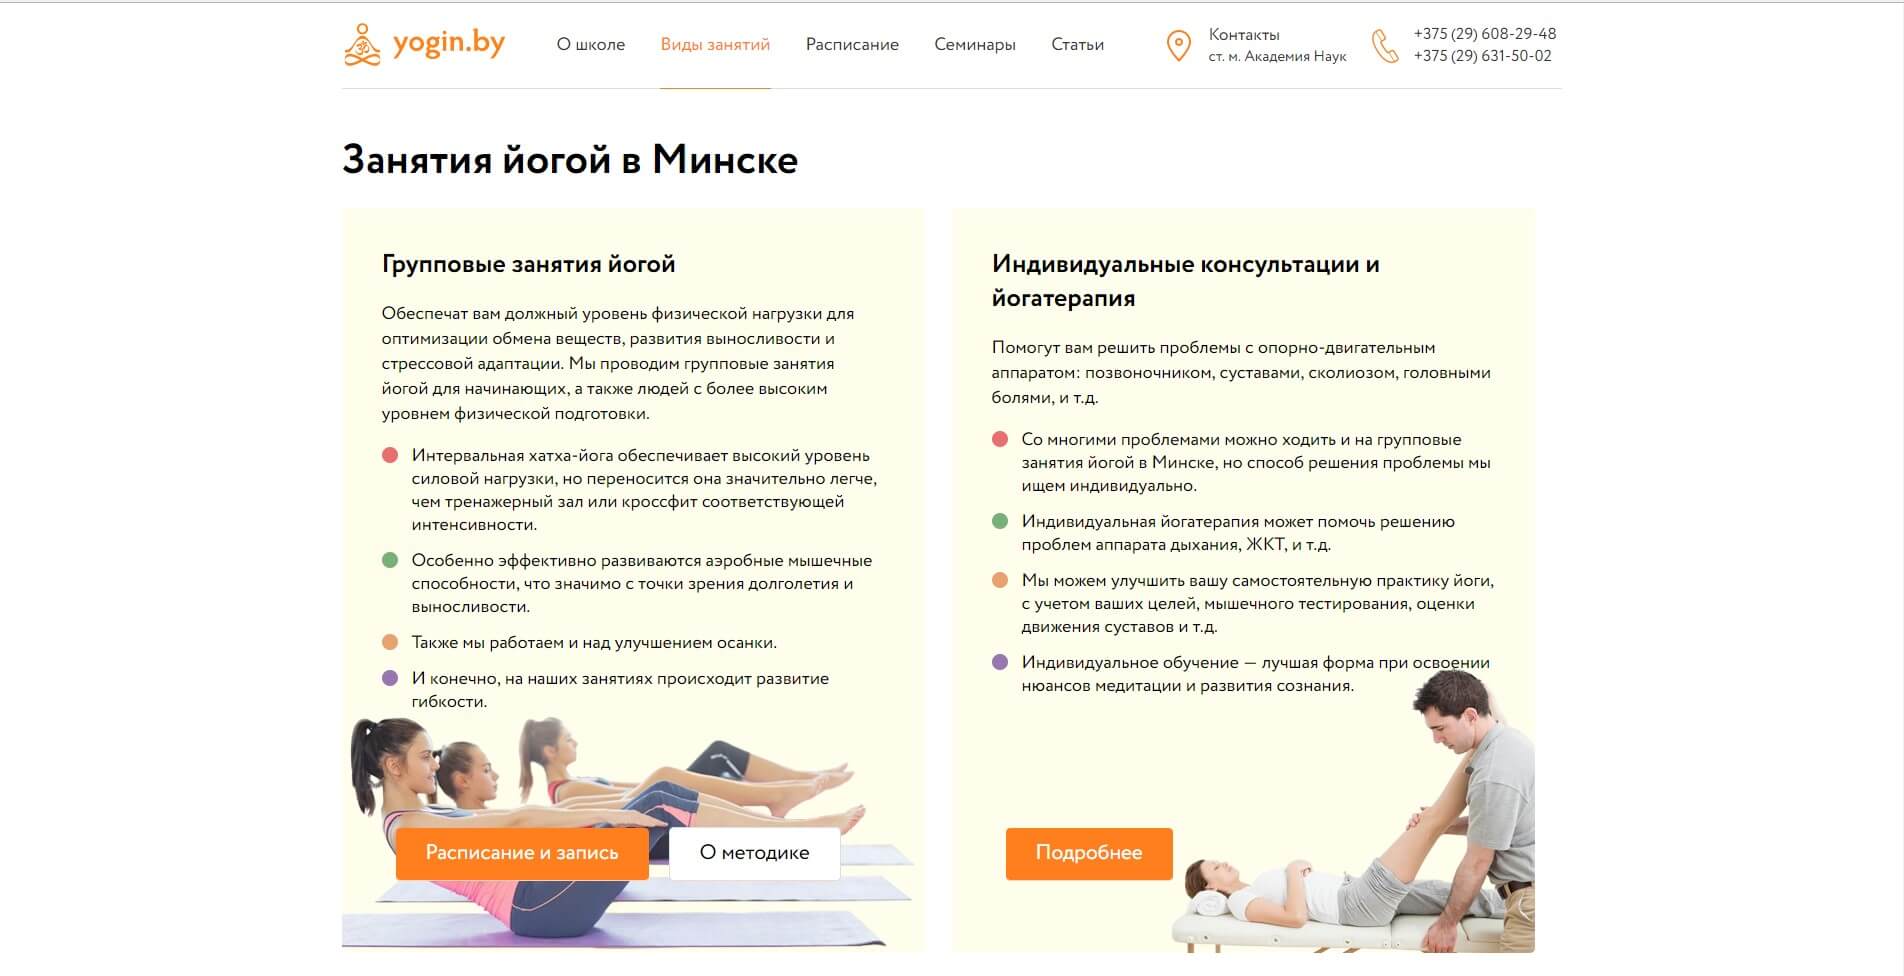 yogin.by
О школе
Виды занятий
Расписание
Семинары
Статьи
Контакты
ст. м. Академия Наук
+375 (29) 608-29-48
+375 (29) 631-50-02
Занятия йогой в Минске
Групповые занятия йогой
Обеспечат вам должный уровень физической нагрузки для
оптимизации обмена веществ, развития выносливости и
стрессовой адаптации. Мы проводим групповые занятия
йогой для начинающих, а также людей с более высоким
уровнем физической подготовки.
Интервальная хатха-йога обеспечивает высокий уровень
силовой нагрузки, но переносится она значительно легче,
чем тренажерный зал или кроссфит соответствующей
интенсивности.
Особенно эффективно развиваются аэробные мышечные
способности, что значимо с точки зрения долголетия и
выносливости.
Также мы работаем и над улучшением осанки.
И конечно, на наших занятиях происходит развитие
гибкости.
Расписание и запись
О методике
Индивидуальные консультации и
йогатерапия
Помогут вам решить проблемы с опорно-двигательным
аппаратом: позвоночником, суставами, сколиозом, головными
болями, и т.д.
Со многими проблемами можно ходить и на групповые
занятия йогой в Минске, но способ решения проблемы мы
ищем индивидуально.
Индивидуальная йогатерапия может помочь решению
проблем аппарата дыхания, ЖКТ, и т.д.
Мы можем улучшить вашу самостоятельную практику йоги,
с учетом ваших целей, мышечного тестирования, оценки
движения суставов и т.д.
Индивидуальное обучение — лучшая форма при освоении
нюансов медитации и развития сознания.
Подробнее